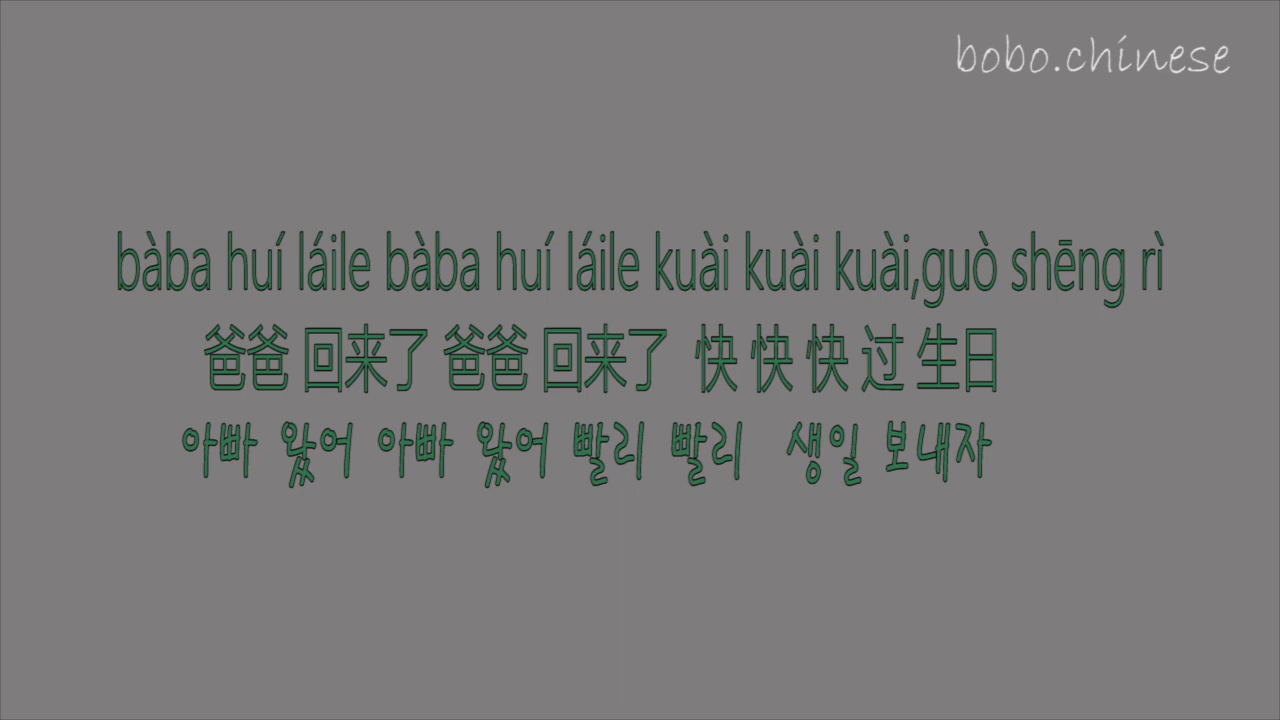 bobo.chinese
bàba huí láile bàba huí láile kuài kuài kuài,guò shēng rì
爸爸 回来了 爸爸 回来了 快 快 快 过 生日
아빠 왔어 아빠 왔어 빨리 빨리 생일 보내자